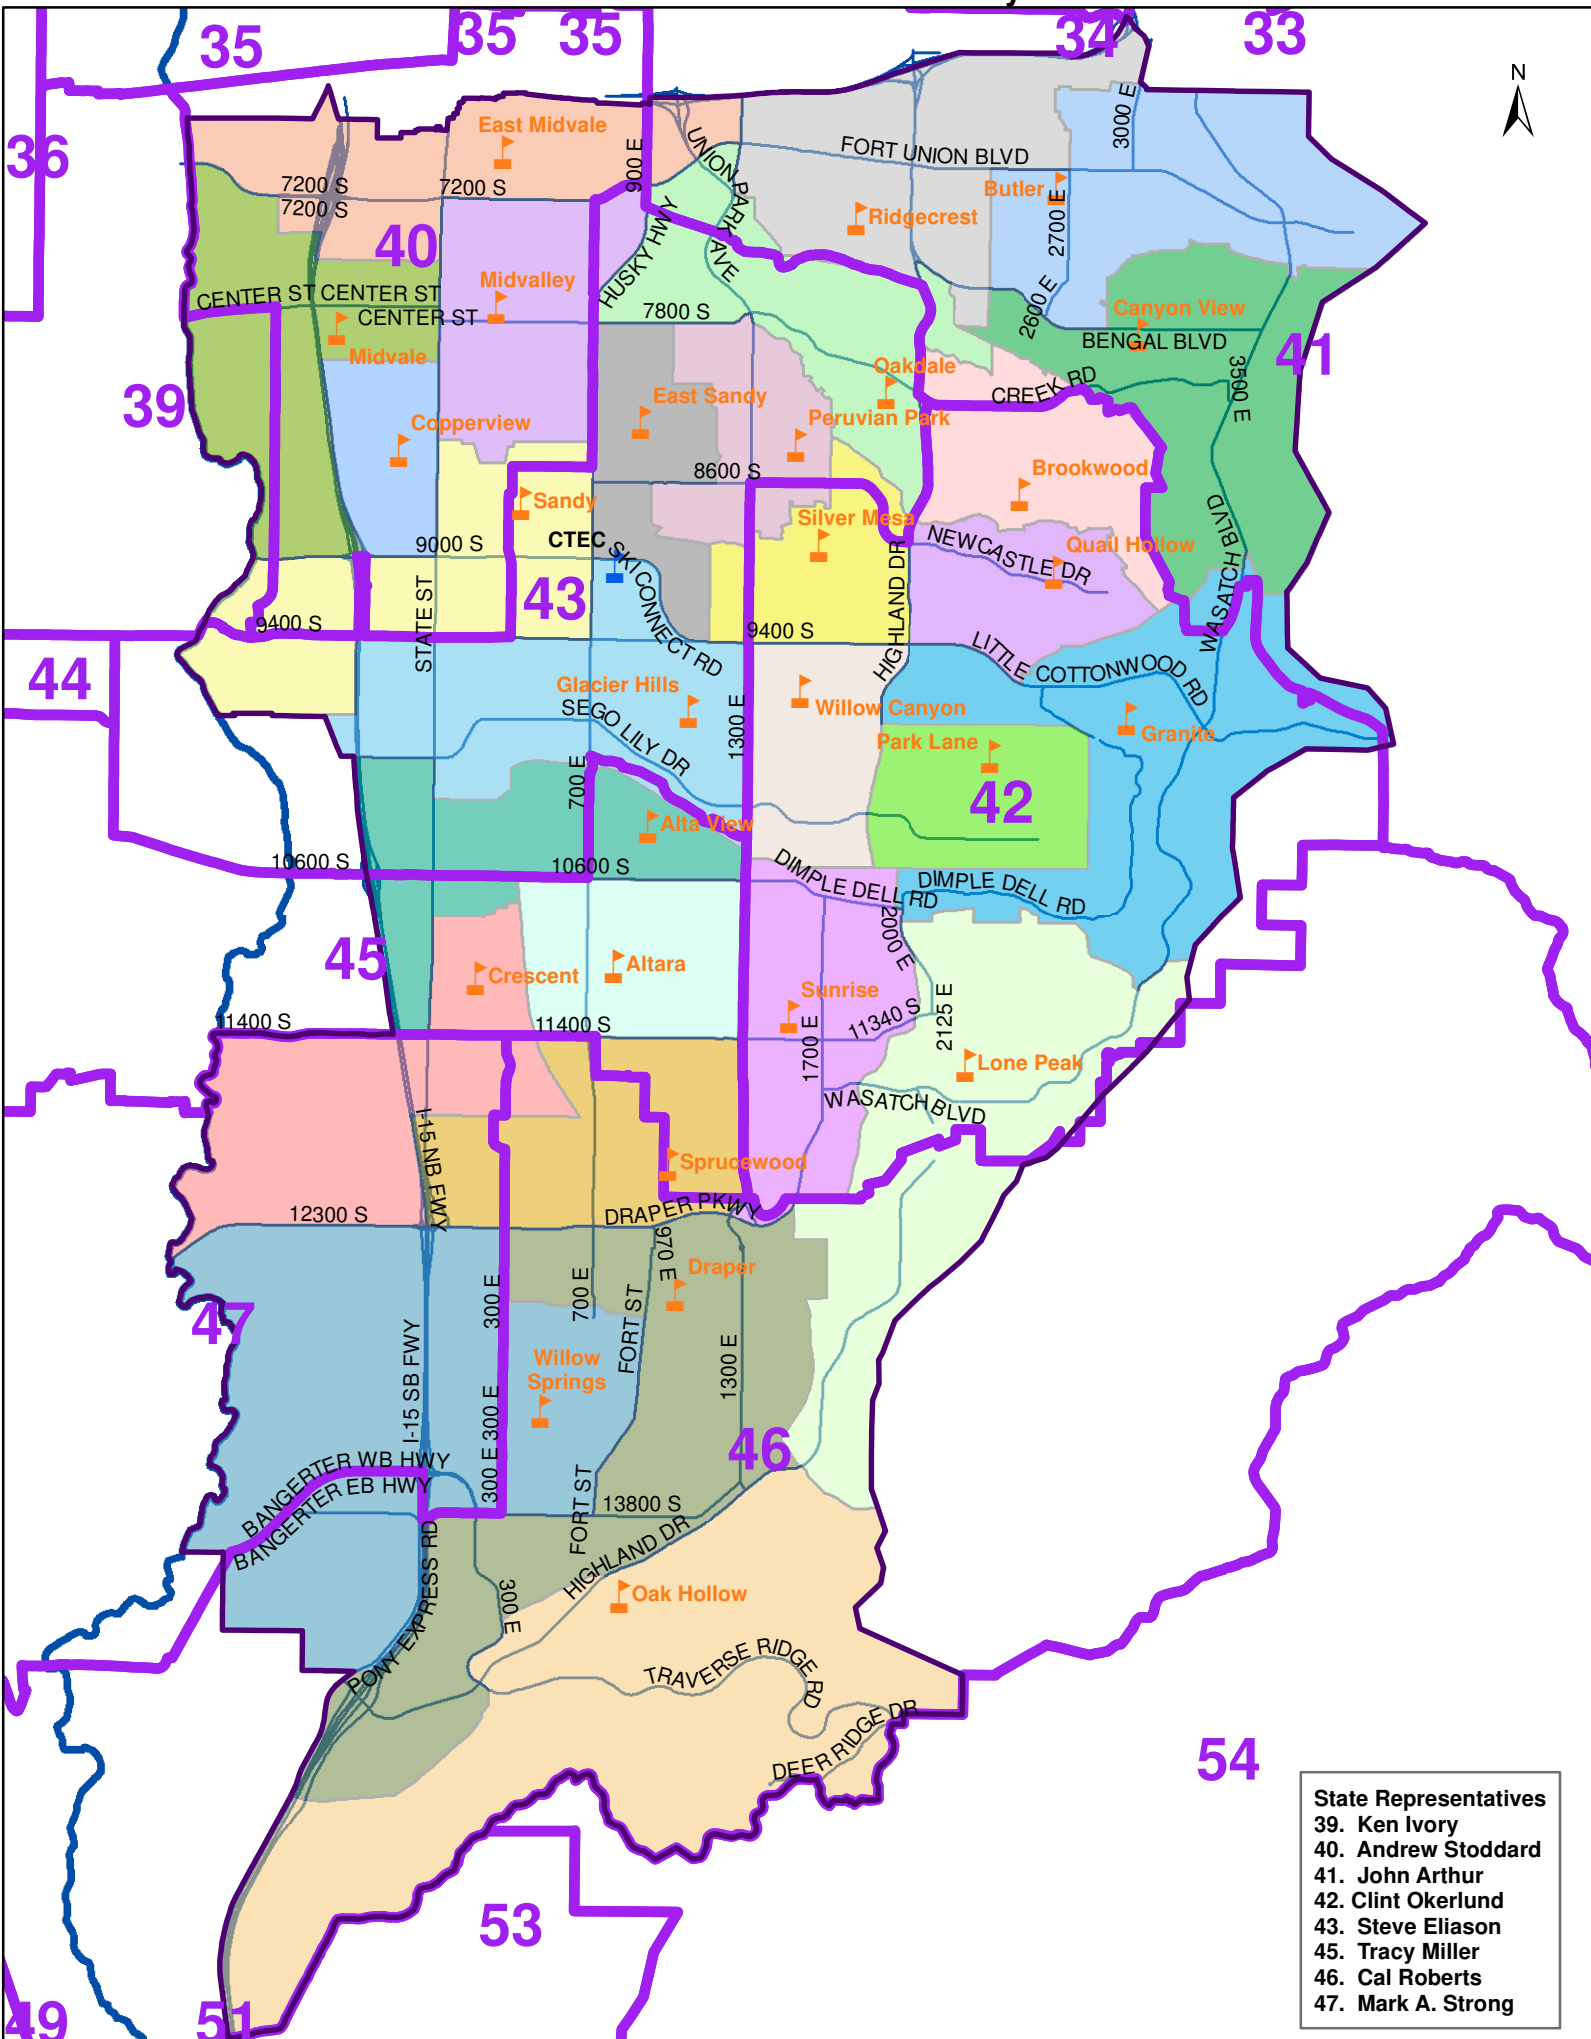 35
35
35
34
33
N
36
East Midvale
900 E
UNION PARK AVE
FORT UNION BLVD
3000 E
7200 S
7200 S
7200 S
Butler
Ridgecrest
2700 E
40
HUSKY HWY
Midvalley
CENTER ST
CENTER ST
CENTER ST
7800 S
2600 E
Canyon View
BENGAL BLVD
41
Midvale
Oakdale
CREEK RD
3500 E
39
East Sandy
Copperview
Peruvian Park
8600 S
Brookwood
Sandy
Silver Mesa
WASATCH BLVD
9000 S
CTEC
SKI CONNECT RD
NEWCASTLE DR
Quail Hollow
43
STATE ST
HIGHLAND DR
9400 S
9400 S
LITTLE COTTONWOOD RD
44
Glacier Hills
SEGO LILY DR
1300 E
Willow Canyon
Granite
Park Lane
700 E
42
Alta View
10600 S
10600 S
DIMPLE DELL RD
DIMPLE DELL RD
2000 E
45
Crescent
Altara
Sunrise
11400 S
11400 S
11340 S
2125 E
1700 E
Lone Peak
WASATCH BLVD
I-15 NB FWY
Sprucewood
12300 S
DRAPER PKWY
970 E
Draper
47
300 E
700 E
FORT ST
I-15 SB FWY
Willow
Springs
1300 E
300 E
300 E
46
BANGERTER WB HWY
BANGERTER EB HWY
13800 S
FORT ST
HIGHLAND DR
PONY EXPRESS RD
300 E
Oak Hollow
TRAVERSE RIDGE RD
DEER RIDGE DR
54
53
49
51
State Representatives
39. Ken Ivory
40. Andrew Stoddard
41. John Arthur
42. Clint Okerlund
43. Steve Eliason
45. Tracy Miller
46. Cal Roberts
47. Mark A. Strong